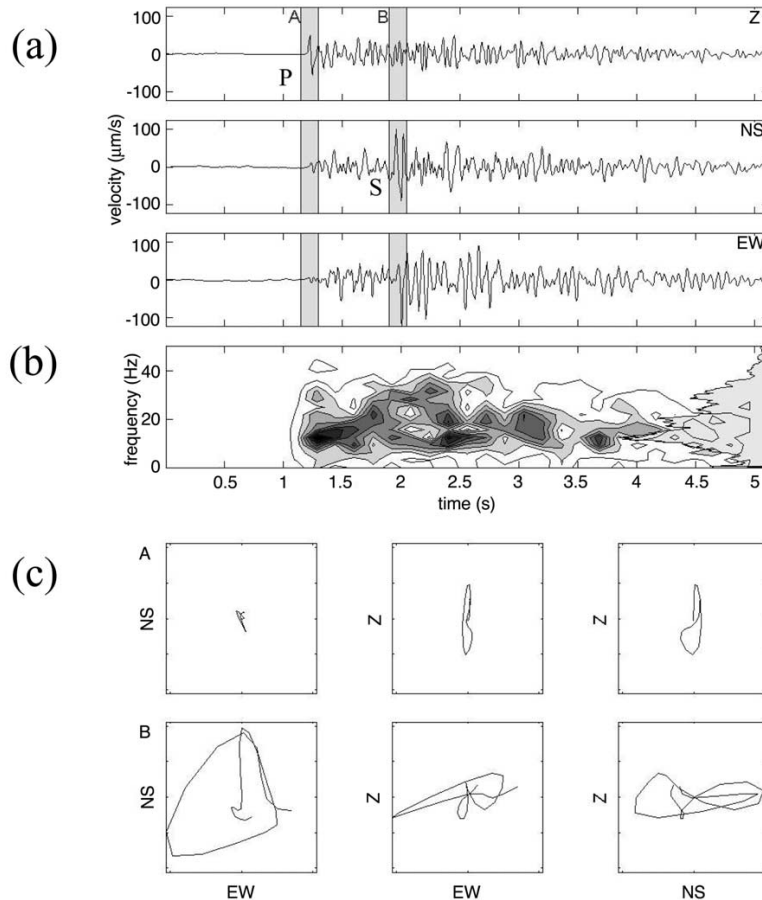 (a)
A B Z
100
0
-100
P
NS
100
0
-100
S
velocity (μm/s)
EW
100
0
-100
(b)
40
20
0
frequency (Hz)
0.5 1 1.5 2 2.5 3 3.5 4 4.5 5
time (s)
(c)
A
NS Z Z
B
NS Z Z
EW EW NS